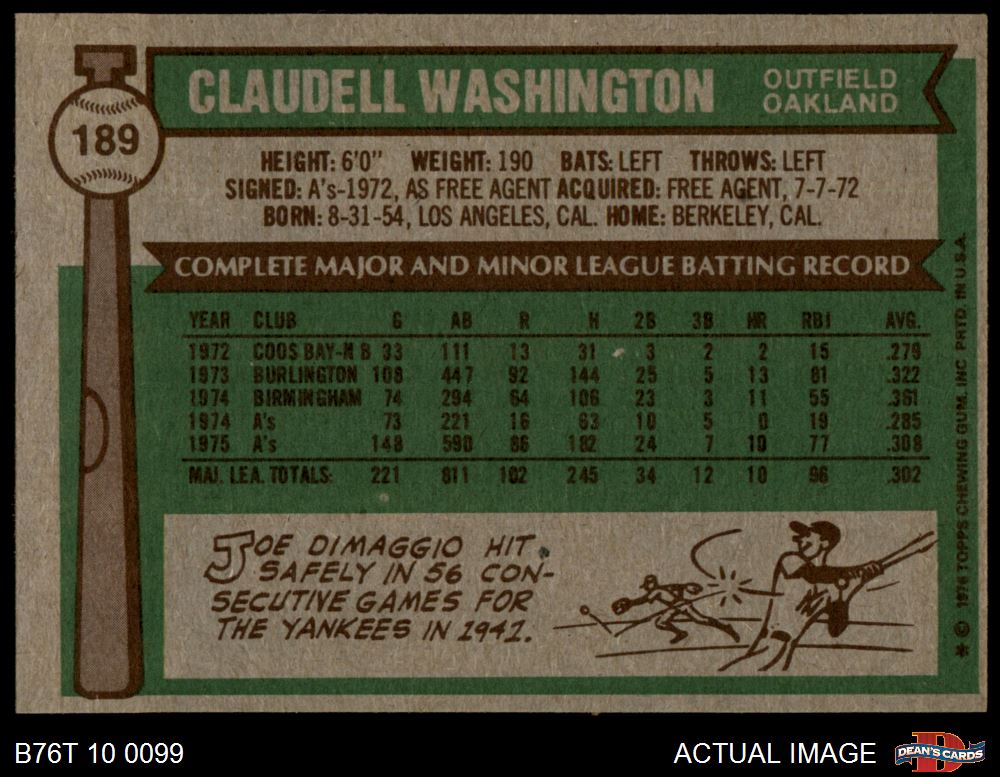 189
CLAUDELL WASHINGTON
OUTFIELD
OAKLAND
HEIGHT: 6'0" WEIGHT: 190 BATS: LEFT THROWS: LEFT
SIGNED: A's-1972, AS FREE AGENT ACQUIRED: FREE AGENT, 7-7-72
BORN: 8-31-54, LOS ANGELES, CAL. HOME: BERKELEY, CAL.
COMPLETE MAJOR AND MINOR LEAGUE BATTING RECORD
YEAR CLUB G AB R H 2B 3B HR RBI AVG.
1972 COOS BAY-N B 33 111 13 31 3 2 2 15 .279
1973 BURLINGTON 108 447 92 144 25 5 13 81 .322
1974 BIRMINGHAM 74 294 64 106 23 3 11 55 .361
1974 A's 73 221 16 63 10 5 0 19 .285
1975 A's 148 590 86 182 24 7 10 77 .308
MAJ. LEA. TOTALS: 221 811 102 245 34 12 10 96 .302
JOE DIMAGGIO HIT
SAFELY IN 56 CON-
SECUTIVE GAMES FOR
THE YANKEES IN 1941.
* © 1976 TOPPS CHEWING GUM, INC PRTD IN U.S.A.
B76T 10 0099
ACTUAL IMAGE
DEAN'S CARDS